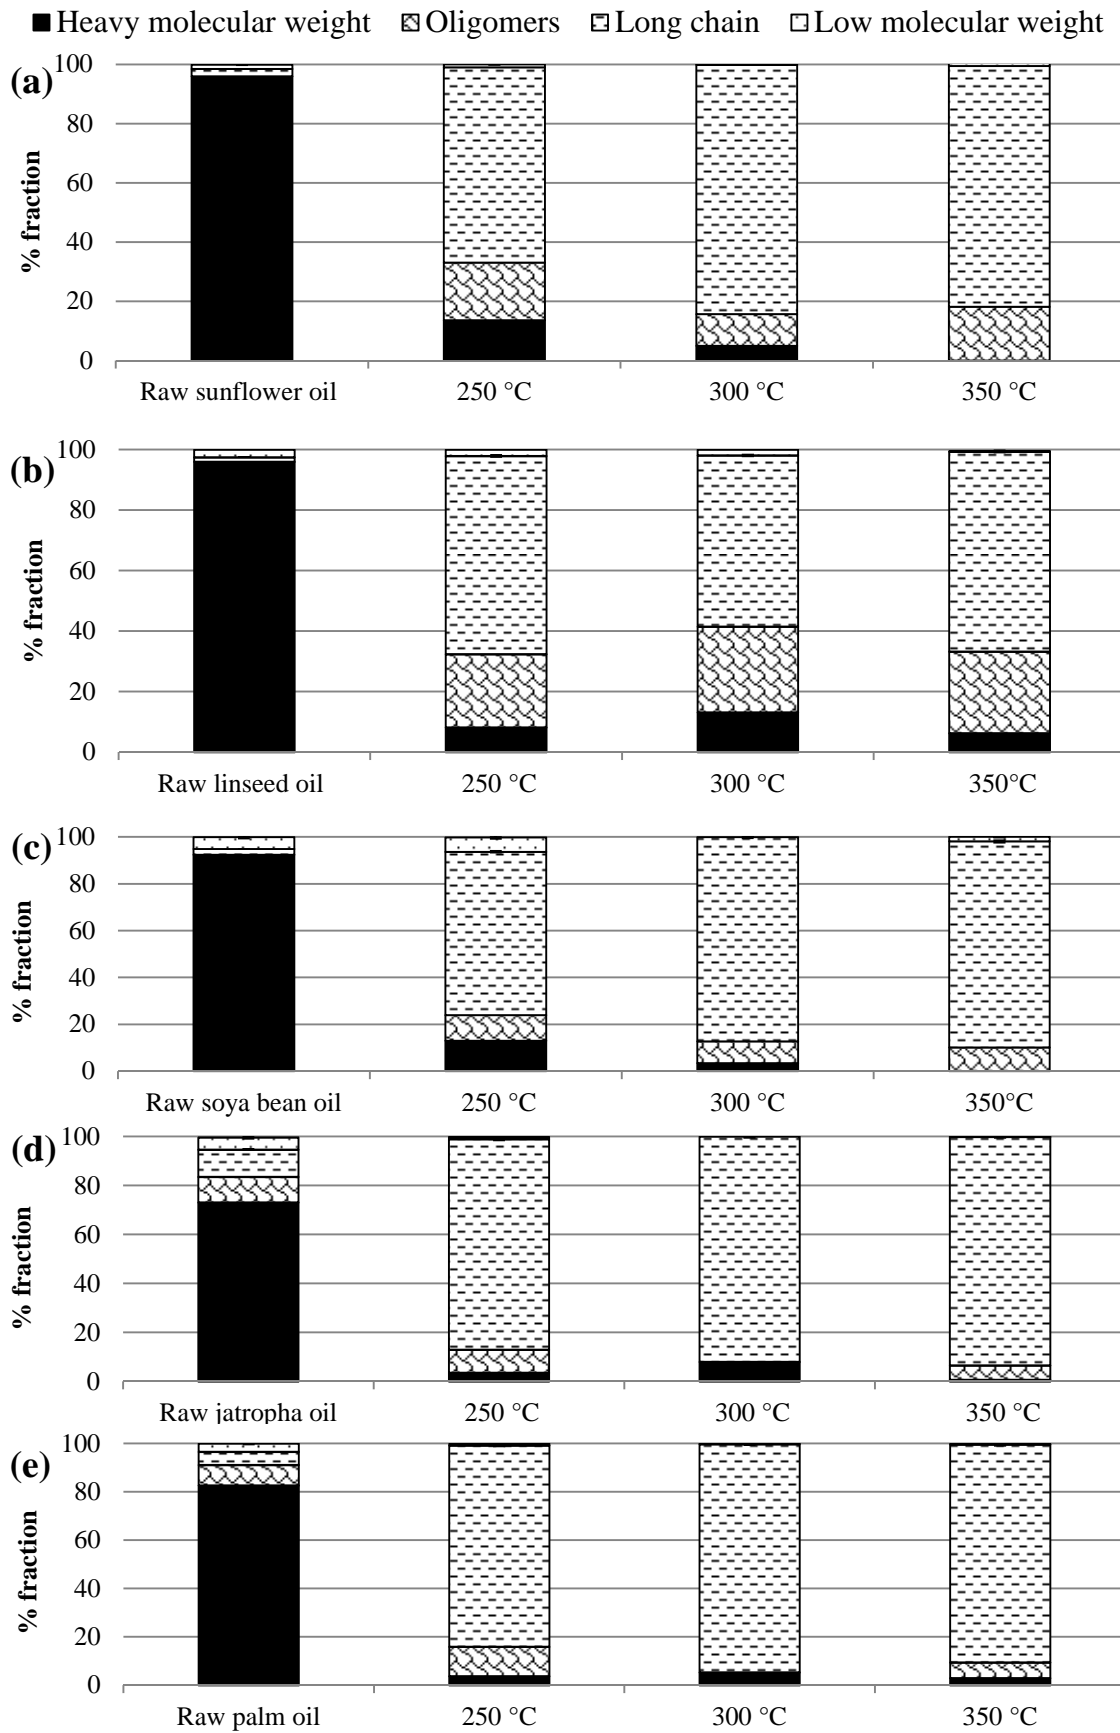 Heavy molecular weight Oligomers Long chain Low molecular weight
(a)
100
80
60
40
20
0
% fraction
Raw sunflower oil 250 °C 300 °C 350 °C
(b)
100
80
60
40
20
0
% fraction
Raw linseed oil 250 °C 300 °C 350°C
(c)
100
80
60
40
20
0
% fraction
Raw soya bean oil 250 °C 300 °C 350°C
(d)
100
80
60
40
20
0
% fraction
Raw jatropha oil 250 °C 300 °C 350 °C
(e)
100
80
60
40
20
0
% fraction
Raw palm oil 250 °C 300 °C 350 °C